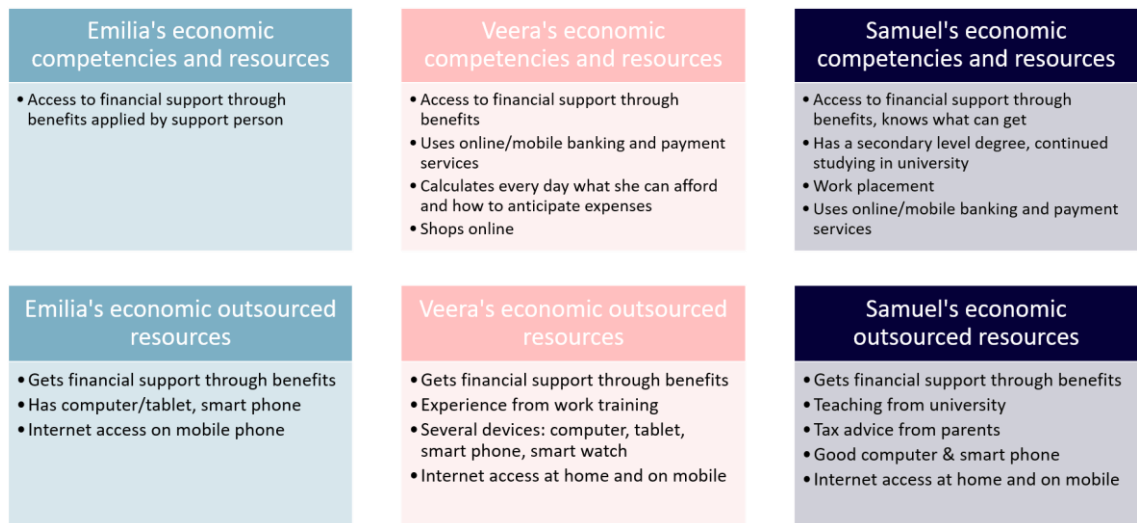 Emilia's economic
competencies and resources
• Access to financial support through
benefits applied by support person
Veera's economic
competencies and resources
• Access to financial support through
benefits
• Uses online/mobile banking and payment
services
• Calculates every day what she can afford
and how to anticipate expenses
• Shops online
Samuel's economic
competencies and resources
• Access to financial support through
benefits, knows what can get
• Has a secondary level degree, continued
studying in university
• Work placement
• Uses online/mobile banking and payment
services
Emilia's economic outsourced
resources
• Gets financial support through benefits
• Has computer/tablet, smart phone
• Internet access on mobile phone
Veera's economic outsourced
resources
• Gets financial support through benefits
• Experience from work training
• Several devices: computer, tablet,
smart phone, smart watch
• Internet access at home and on mobile
Samuel's economic
outsourced resources
• Gets financial support through benefits
• Teaching from university
• Tax advice from parents
• Good computer & smart phone
• Internet access at home and on mobile